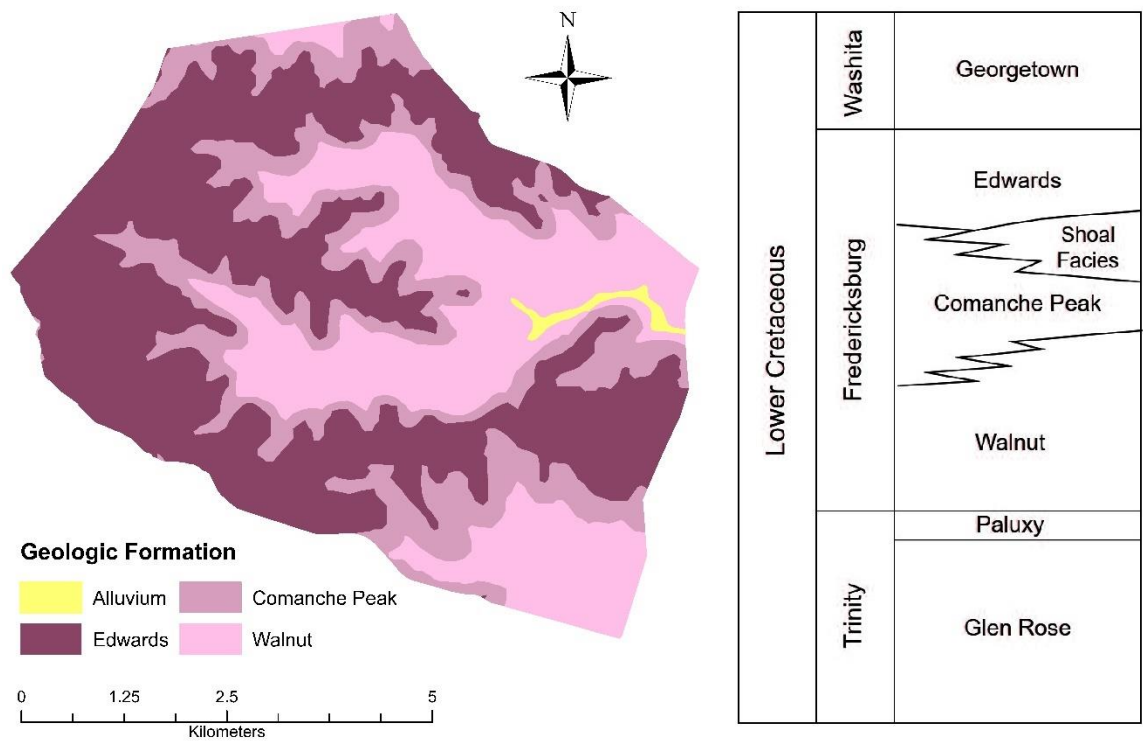 N
Geologic Formation
Alluvium
Comanche Peak
Edwards
Walnut
0 1.25 2.5 5
Kilometers
Lower Cretaceous
Washita
Georgetown
Fredericksburg
Edwards
Shoal
Facies
Comanche Peak
Walnut
Trinity
Paluxy
Glen Rose